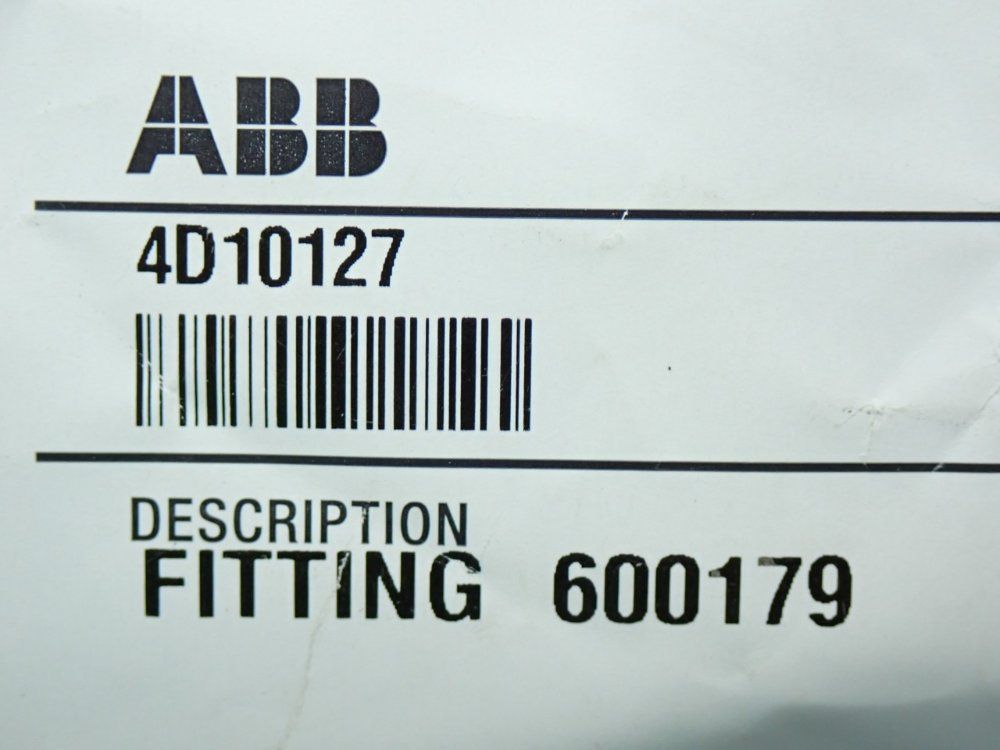 ABB
4D10127
DESCRIPTION
FITTING 600179